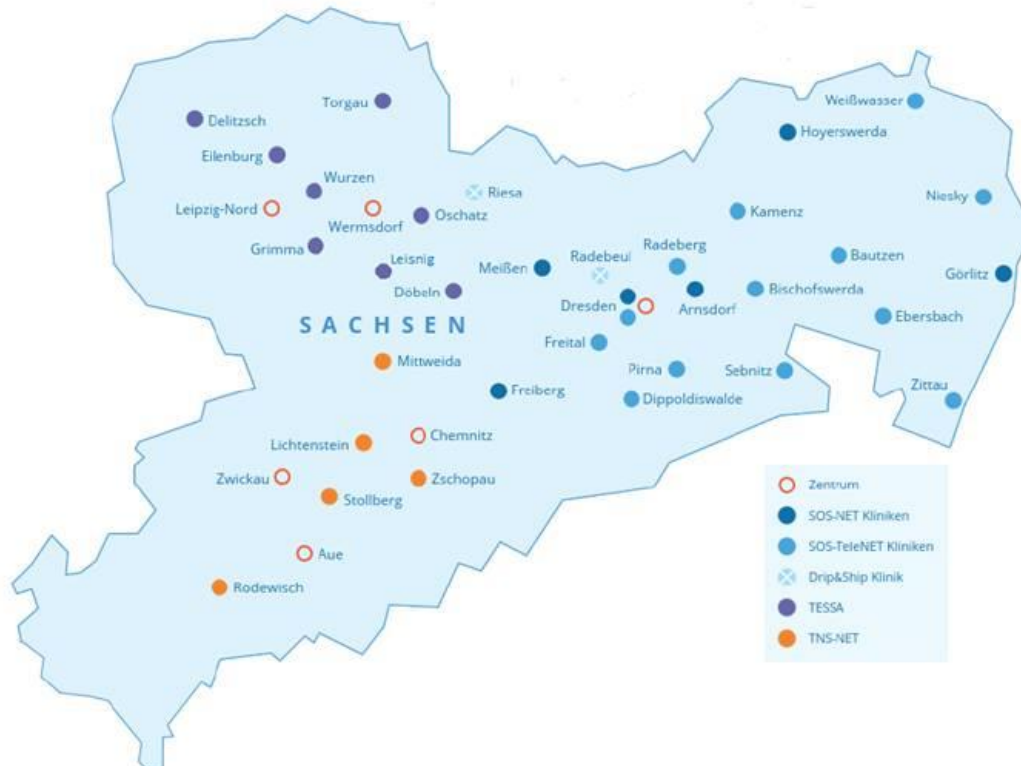 Weißwasser
Torgau
Delitzsch
Hoyerswerda
Eilenburg
Wurzen
Riesa
Niesky
Leipzig-Nord
Wermsdorf
Oschatz
Kamenz
Grimma
Leisnig
Radebeul
Radeberg
Bautzen
Meißen
Görlitz
Döbeln
Dresden
Arnsdorf
Bischofswerda
SACHSEN
Ebersbach
Freital
Mittweida
Pirna
Sebnitz
Freiberg
Dippoldiswalde
Zittau
Lichtenstein
Chemnitz
Zwickau
Zschopau
Stollberg
Aue
Rodewisch
Zentrum
SOS-NET Kliniken
SOS-TeleNET Kliniken
Drip&Ship Klinik
TESSA
TNS-NET